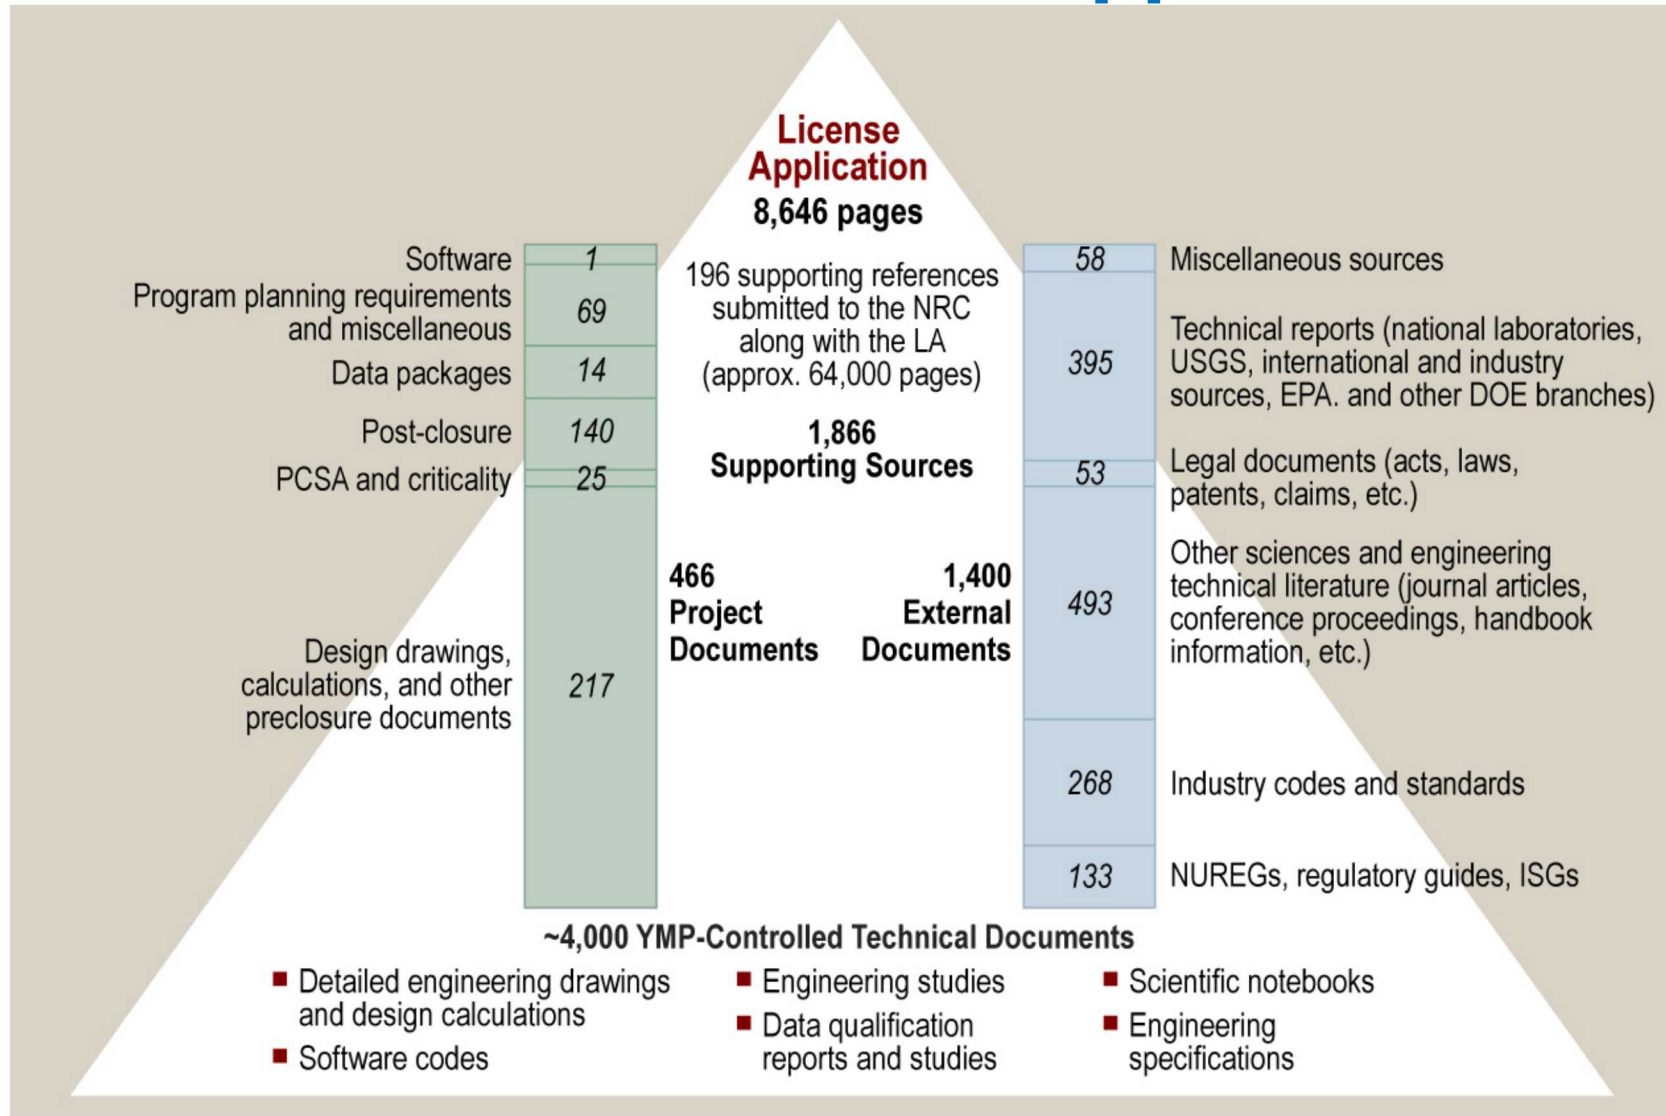 License
Application
8,646 pages
196 supporting references
submitted to the NRC
along with the LA
(approx. 64,000 pages)
1,866
Supporting Sources
466
Project
Documents
1,400
External
Documents
Software
1
Program planning requirements
and miscellaneous
69
Data packages
14
Post-closure
140
PCSA and criticality
25
Design drawings,
calculations, and other
preclosure documents
217
58
Miscellaneous sources
395
Technical reports (national laboratories,
USGS, international and industry
sources, EPA. and other DOE branches)
53
Legal documents (acts, laws,
patents, claims, etc.)
493
Other sciences and engineering
technical literature (journal articles,
conference proceedings, handbook
information, etc.)
268
Industry codes and standards
133
NUREGs, regulatory guides, ISGs
~4,000 YMP-Controlled Technical Documents
Detailed engineering drawings
and design calculations
Software codes
Engineering studies
Data qualification
reports and studies
Scientific notebooks
Engineering
specifications